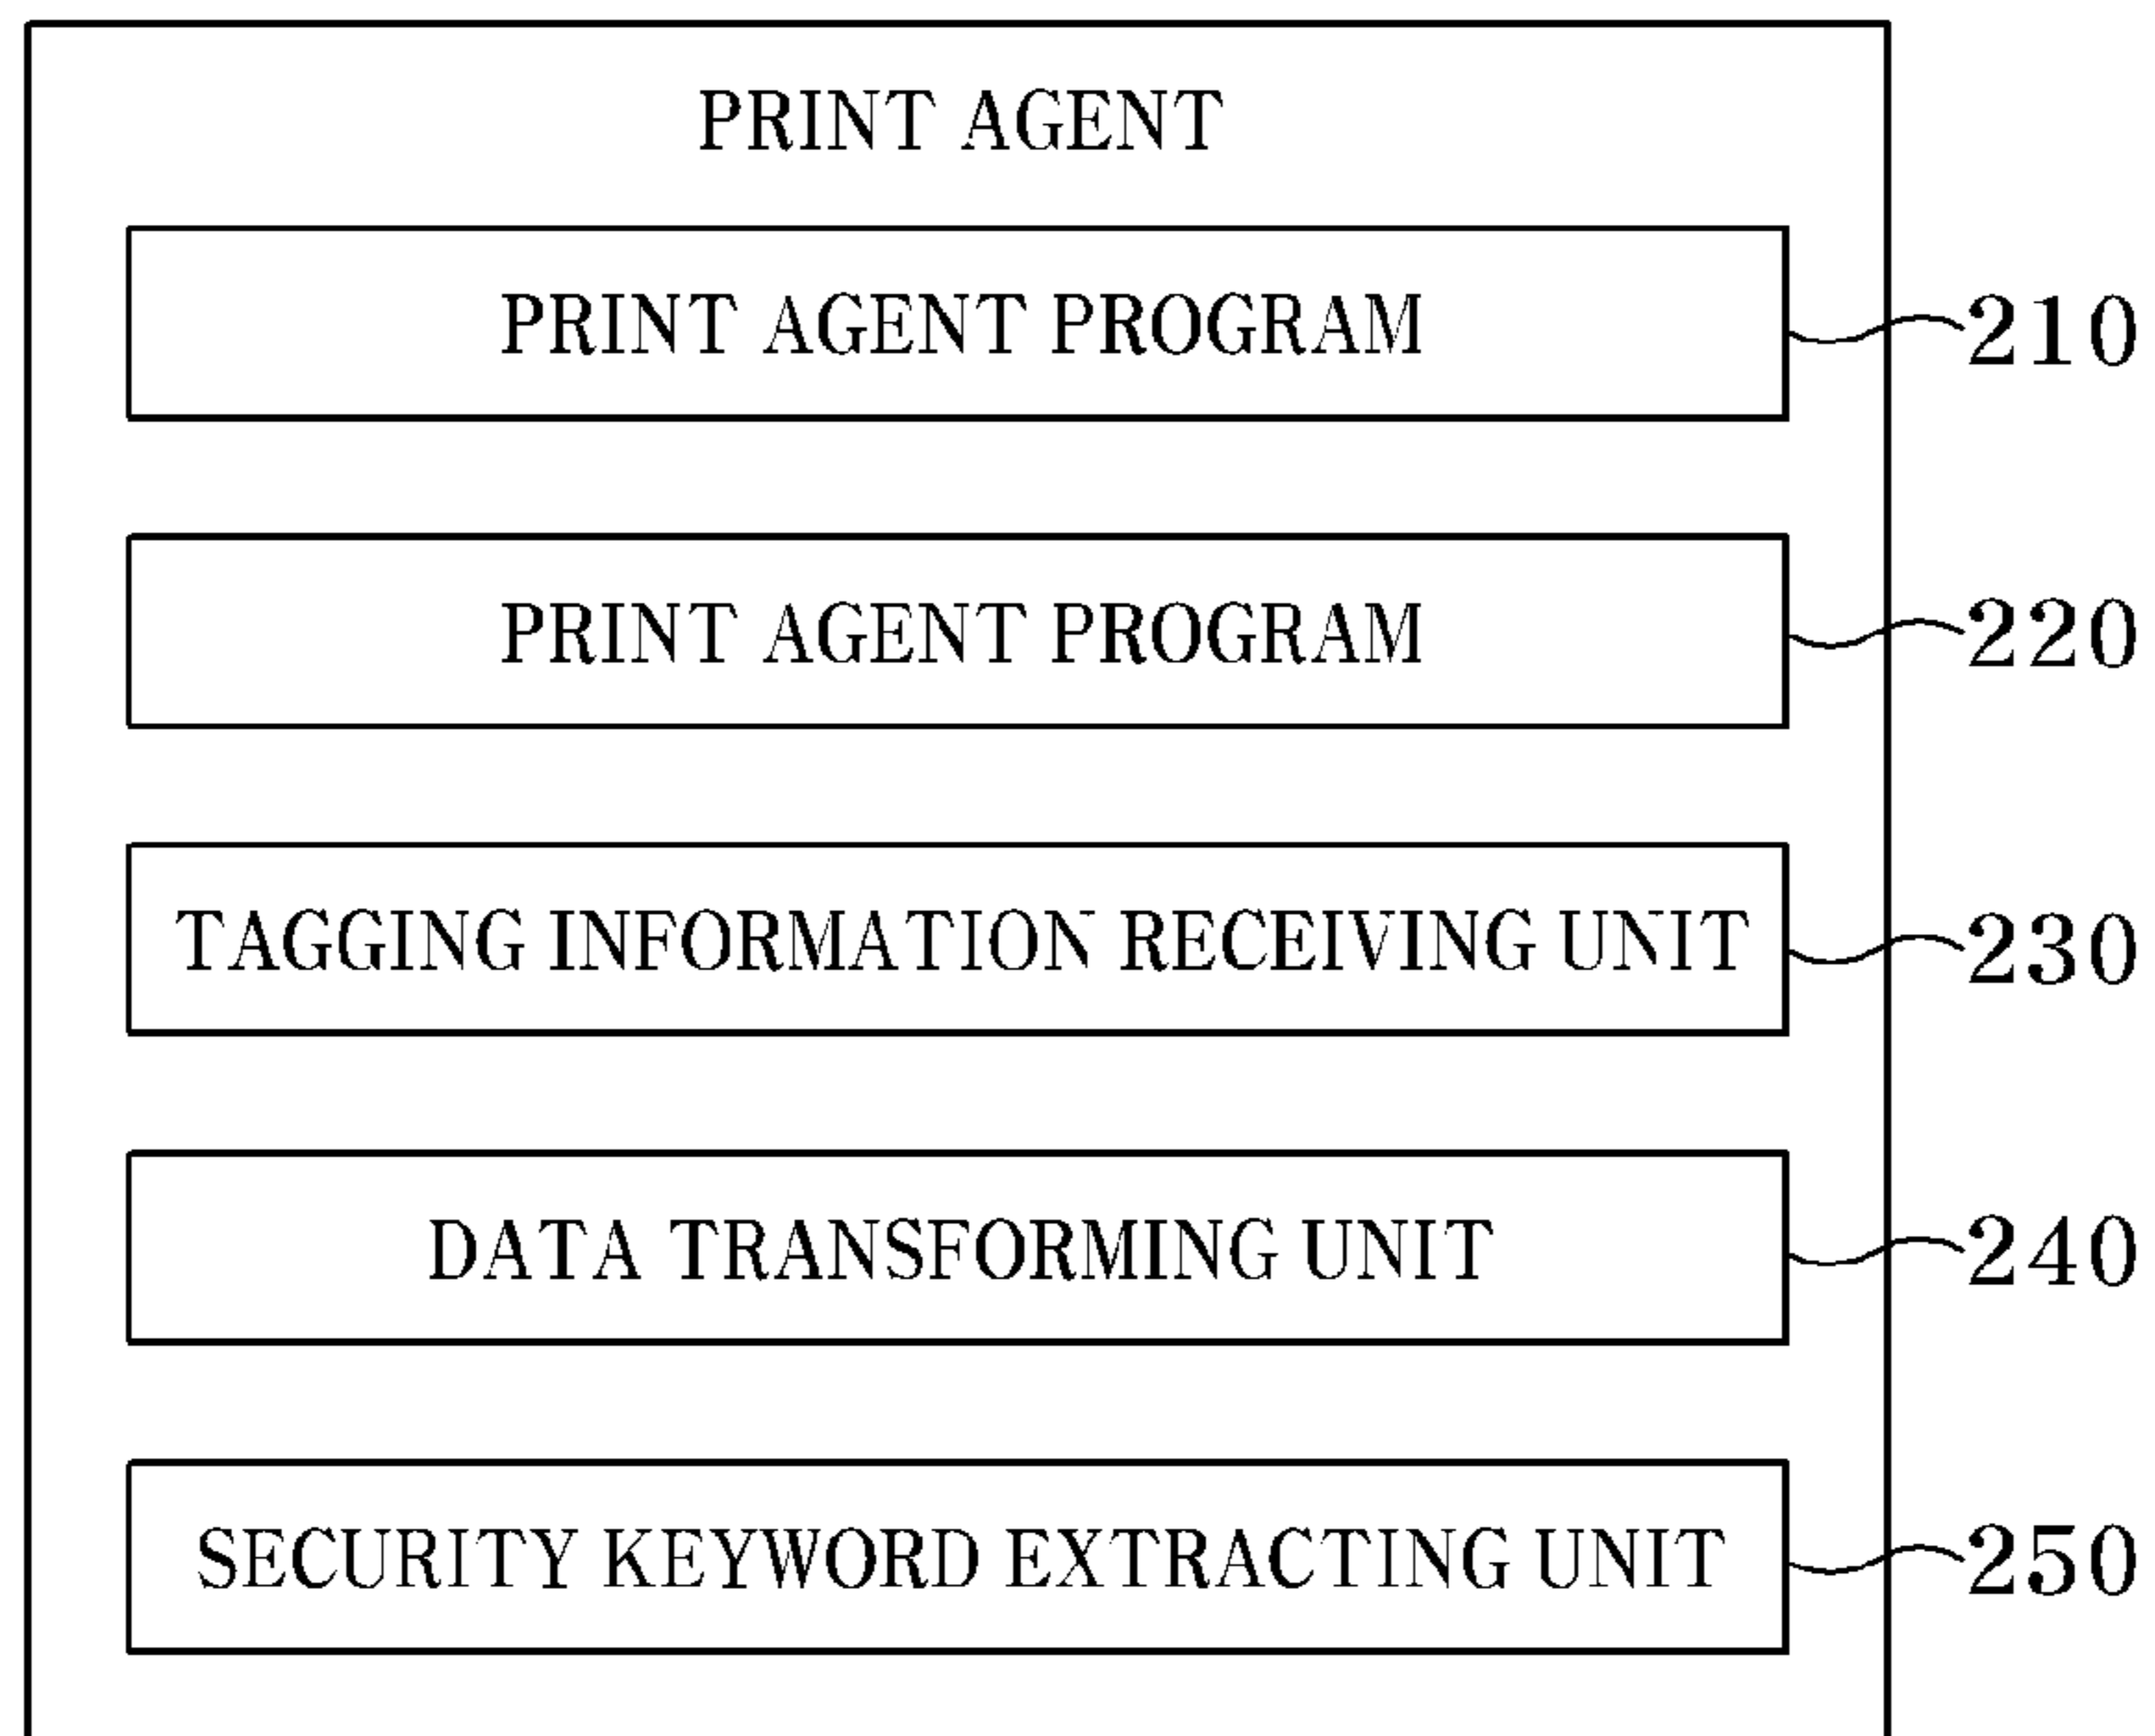 PRINT AGENT
PRINT AGENT PROGRAM 210
PRINT AGENT PROGRAM 220
TAGGING INFORMATION RECEIVING UNIT 230
DATA TRANSFORMING UNIT 240
SECURITY KEYWORD EXTRACTING UNIT 250